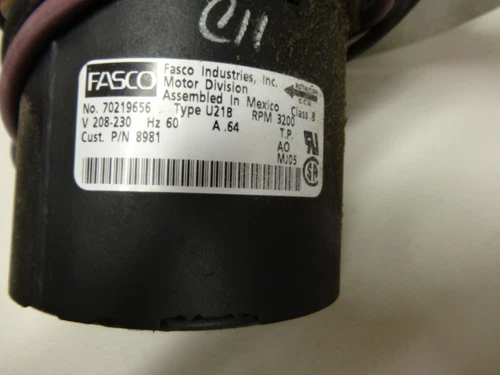 C11
FASCO
Fasco Industries, Inc.
Motor Division
Assembled In Mexico Class B
ROTATION
C.C.W.
No. 70219656 Type U21B RPM 3200
V 208-230 Hz 60 A .64 T.P.
Cust. P/N 8981 AO
MJ05